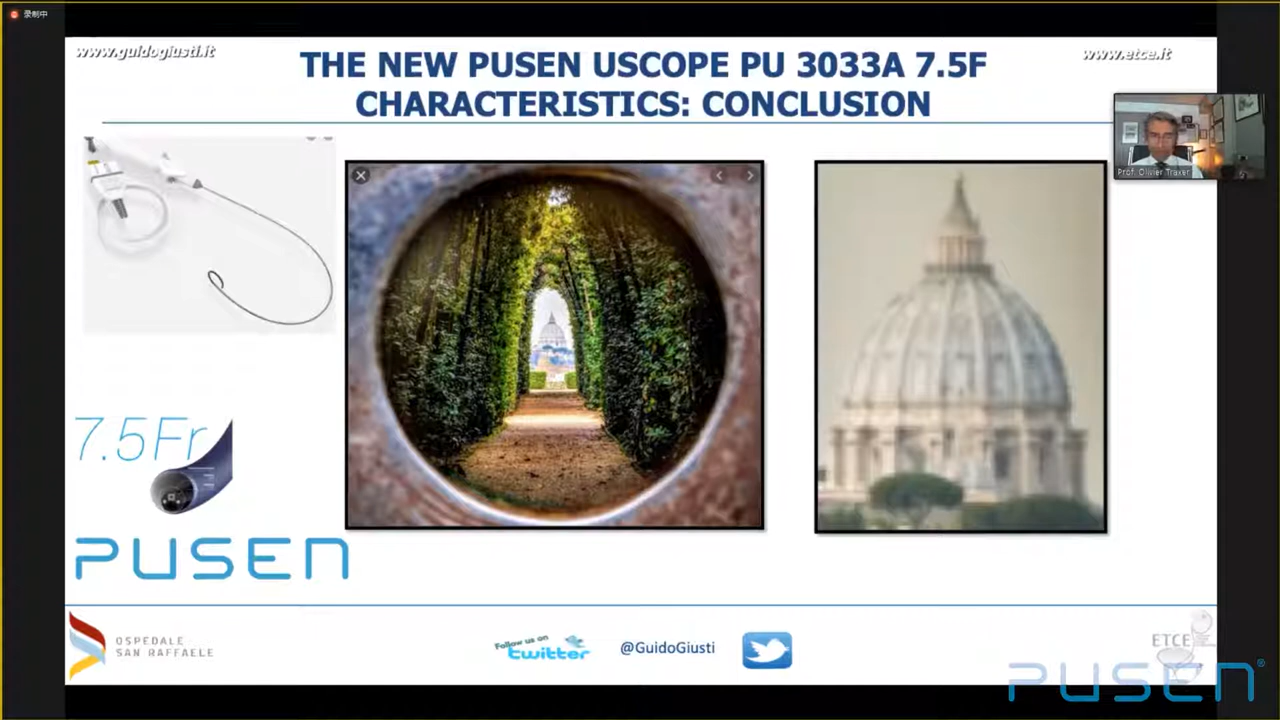 录制中
www.guidogiusti.it
www.etce.it
THE NEW PUSEN USCOPE PU 3033A 7.5F
CHARACTERISTICS: CONCLUSION
Prof. Olivier Traxer
7.5Fr
PUSEN
OSPEDALE
SAN RAFFAELE
Follow us on
twitter
@GuidoGiusti
ETCE
PUSEN®